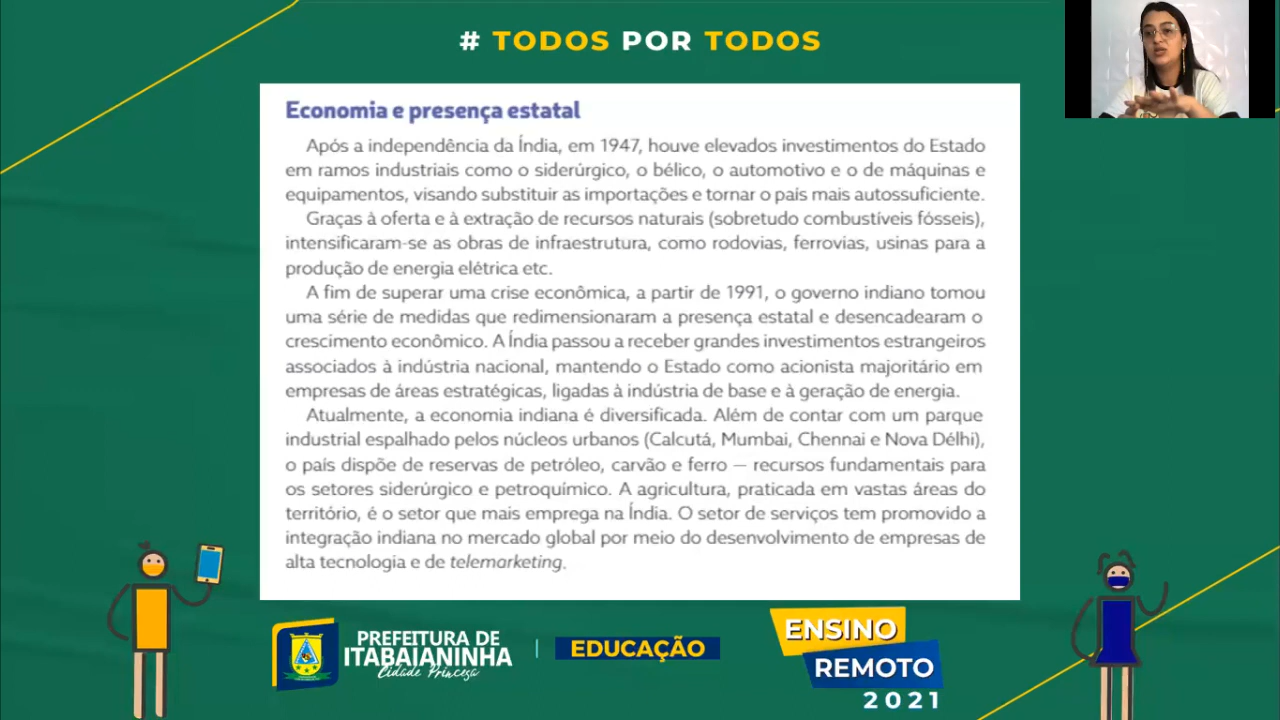 # TODOS POR TODOS
Economia e presença estatal
Após a independência da Índia, em 1947, houve elevados investimentos do Estado
em ramos industriais como o siderúrgico, o bélico, o automotivo e o de máquinas e
equipamentos, visando substituir as importações e tornar o país mais autossuficiente.
Graças à oferta e à extração de recursos naturais (sobretudo combustíveis fósseis),
intensificaram-se as obras de infraestrutura, como rodovias, ferrovias, usinas para a
produção de energia elétrica etc.
A fim de superar uma crise econômica, a partir de 1991, o governo indiano tomou
uma série de medidas que redimensionaram a presença estatal e desencadearam o
crescimento econômico. A Índia passou a receber grandes investimentos estrangeiros
associados à indústria nacional, mantendo o Estado como acionista majoritário em
empresas de áreas estratégicas, ligadas à indústria de base e à geração de energia.
Atualmente, a economia indiana é diversificada. Além de contar com um parque
industrial espalhado pelos núcleos urbanos (Calcutá, Mumbai, Chennai e Nova Délhi),
o país dispõe de reservas de petróleo, carvão e ferro — recursos fundamentais para
os setores siderúrgico e petroquímico. A agricultura, praticada em vastas áreas do
território, é o setor que mais emprega na Índia. O setor de serviços tem promovido a
integração indiana no mercado global por meio do desenvolvimento de empresas de
alta tecnologia e de telemarketing.
PREFEITURA DE
ITABAIANINHA
Cidade Princesa
EDUCAÇÃO
ENSINO
REMOTO
2021